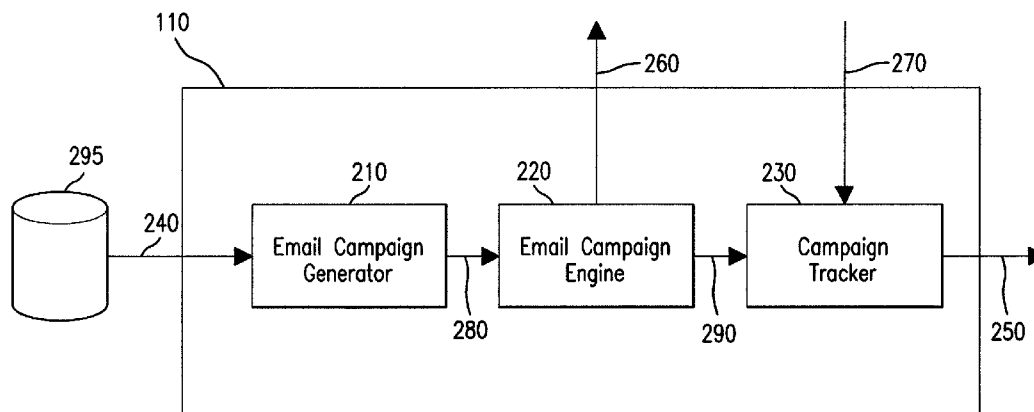 110
260
270
295
240
210
Email Campaign
Generator
280
220
Email Campaign
Engine
290
230
Campaign
Tracker
250